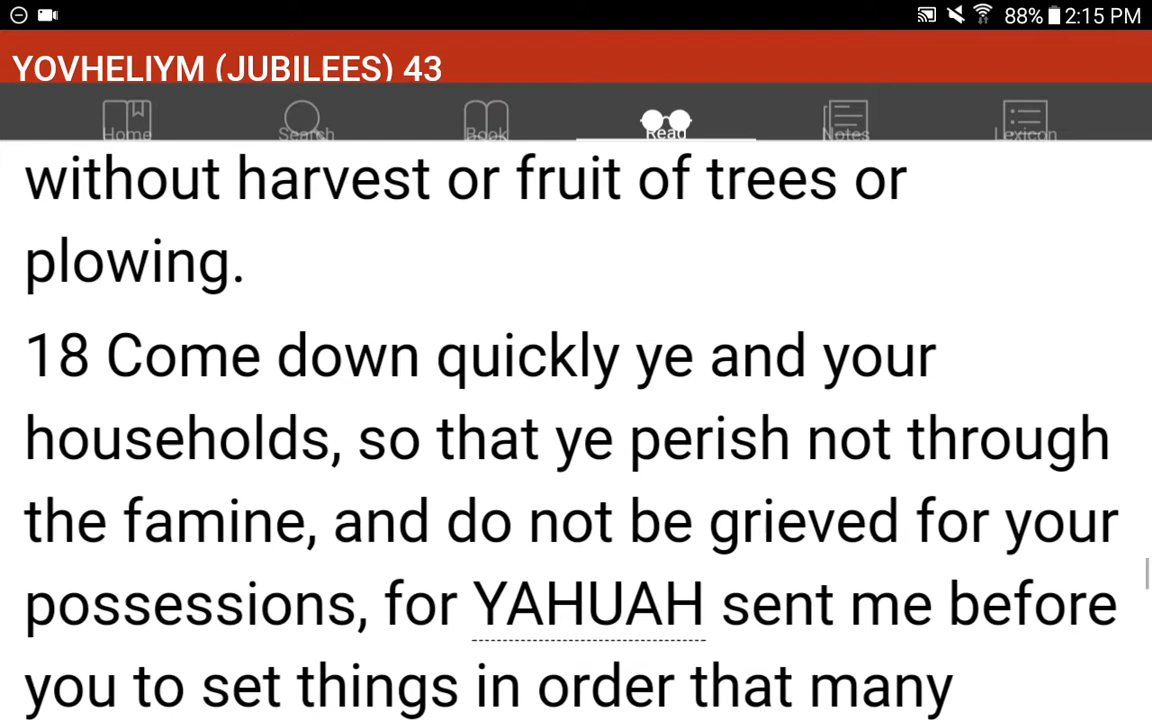 88% 2:15 PM
YOVHELIYM (JUBILEES) 43
Home Search Book Read Notes Lexicon
without harvest or fruit of trees or
plowing.
18 Come down quickly ye and your
households, so that ye perish not through
the famine, and do not be grieved for your
possessions, for YAHUAH sent me before
you to set things in order that many